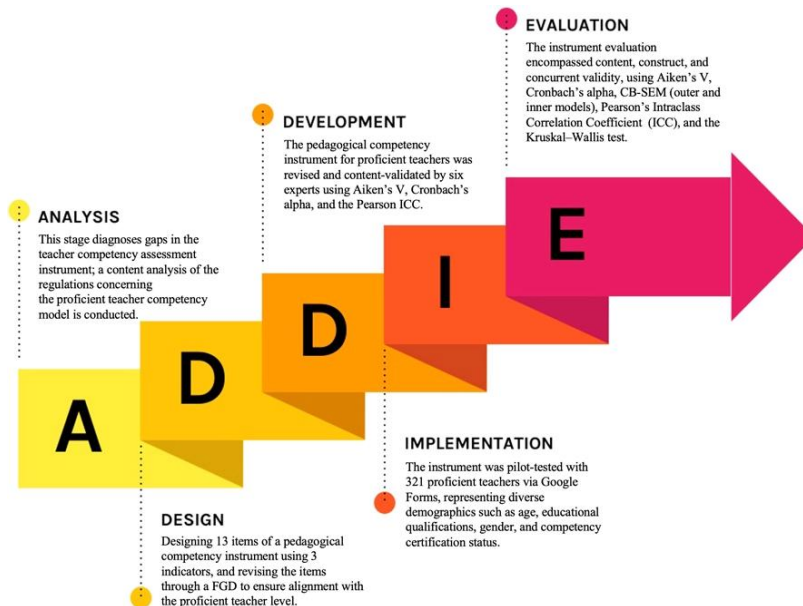 EVALUATION
The instrument evaluation
encompassed content, construct, and
concurrent validity, using Aiken's V,
Cronbach's alpha, CB-SEM (outer and
inner models), Pearson's Intraclass
Correlation Coefficient (ICC), and the
Kruskal–Wallis test.
DEVELOPMENT
The pedagogical competency
instrument for proficient teachers was
revised and content-validated by six
experts using Aiken's V, Cronbach's
alpha, and the Pearson ICC.
ANALYSIS
This stage diagnoses gaps in the
teacher competency assessment
instrument; a content analysis of the
regulations concerning
the proficient teacher competency
model is conducted.
A
D
D
I
E
IMPLEMENTATION
The instrument was pilot-tested with
321 proficient teachers via Google
Forms, representing diverse
demographics such as age, educational
qualifications, gender, and competency
certification status.
DESIGN
Designing 13 items of a pedagogical
competency instrument using 3
indicators, and revising the items
through a FGD to ensure alignment with
the proficient teacher level.